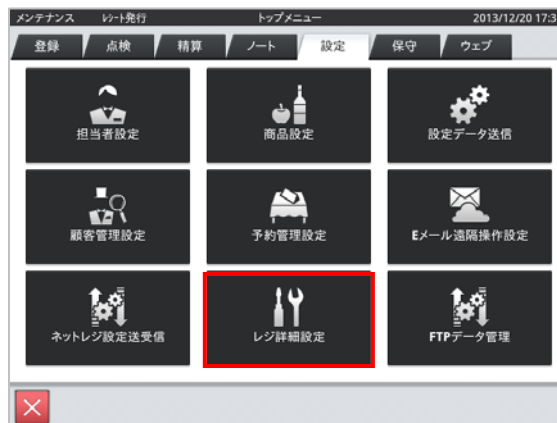 メンテナンス ﾚｼｰﾄ発行 トップメニュー 2013/12/20 17:3
登録 点検 精算 ノート 設定 保守 ウェブ
担当者設定 商品設定 設定データ送信
顧客管理設定 予約管理設定 Eメール遠隔操作設定
ネットレジ設定送受信 レジ詳細設定 FTPデータ管理